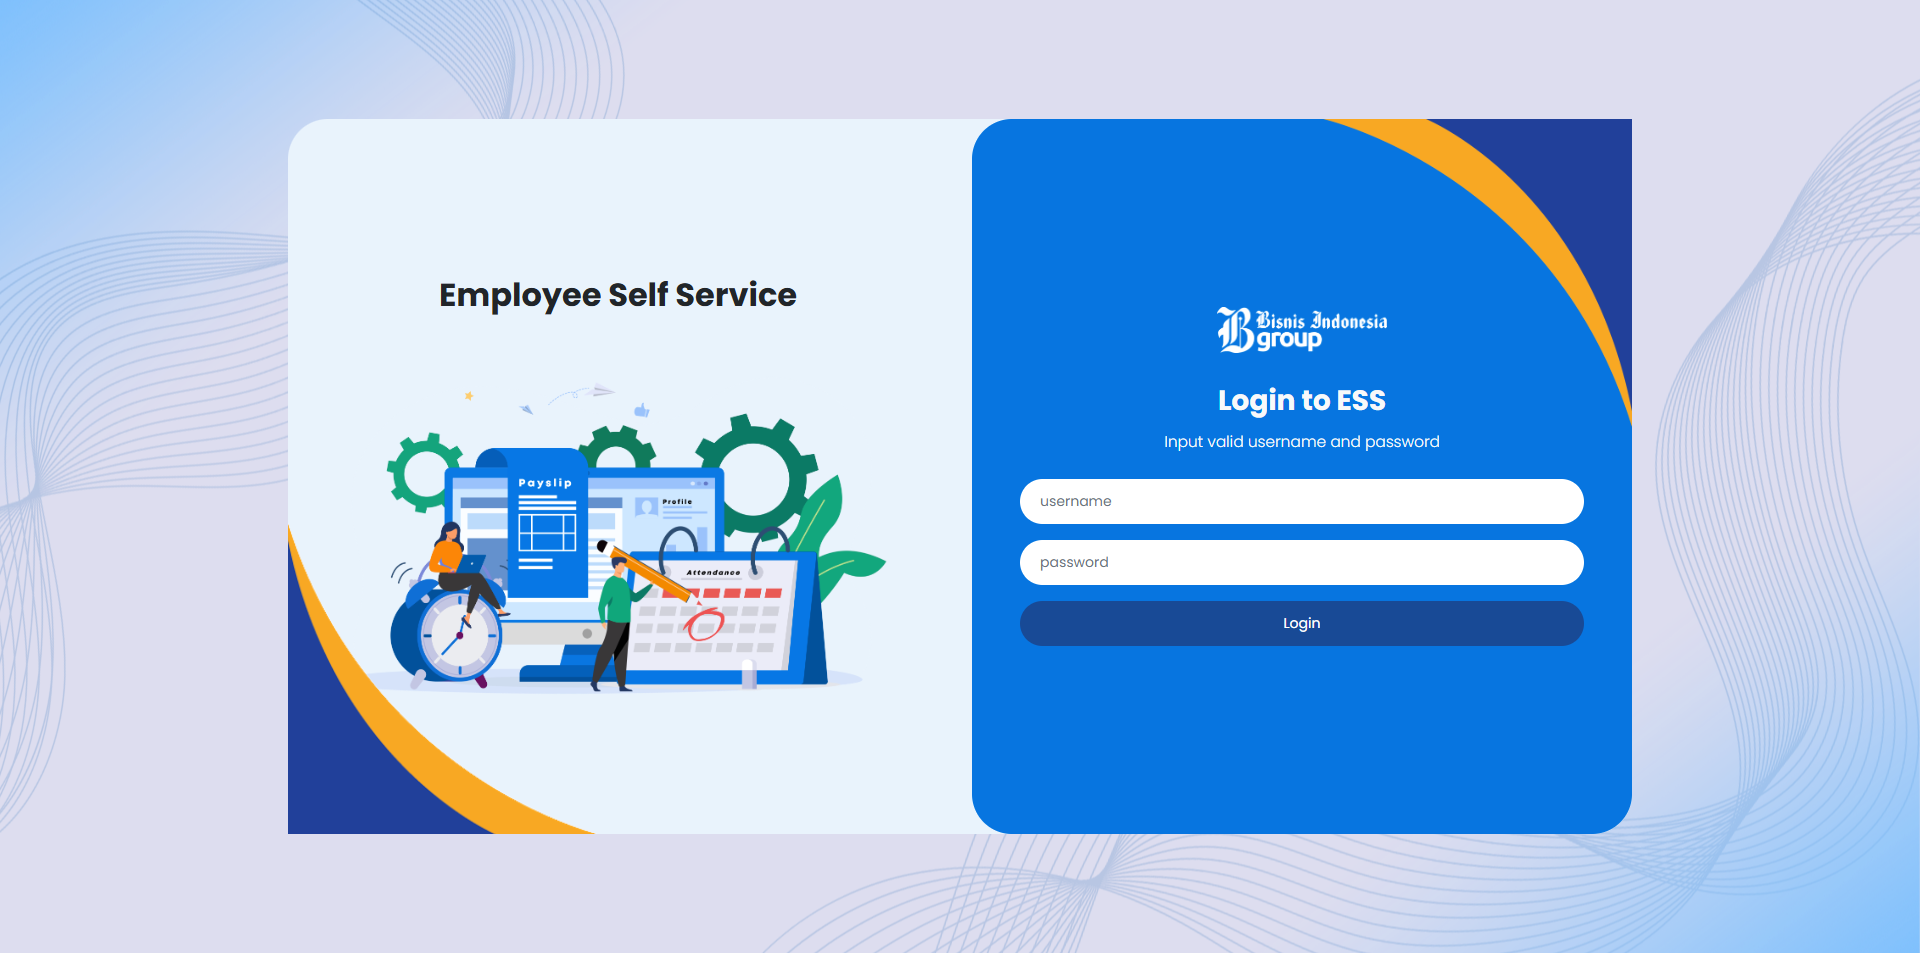 Employee Self Service
Payslip
Profile
Attendance
Bisnis Indonesia
group
Login to ESS
Input valid username and password
username
password
Login